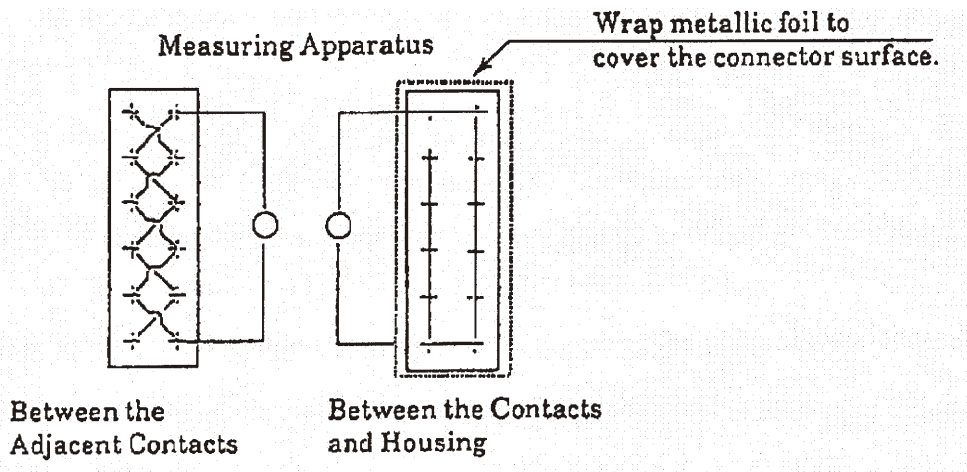 Wrap metallic foil to
cover the connector surface.
Measuring Apparatus
Between the
Adjacent Contacts
Between the Contacts
and Housing